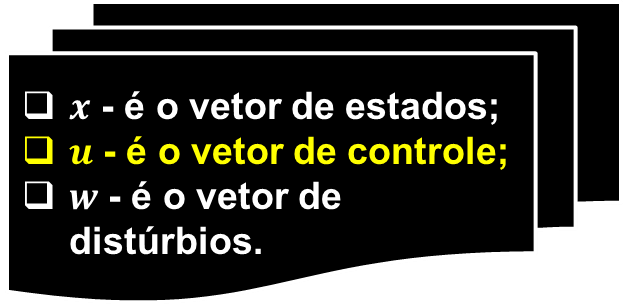 ❑ x - é o vetor de estados;
❑ u - é o vetor de controle;
❑ w - é o vetor de
distúrbios.